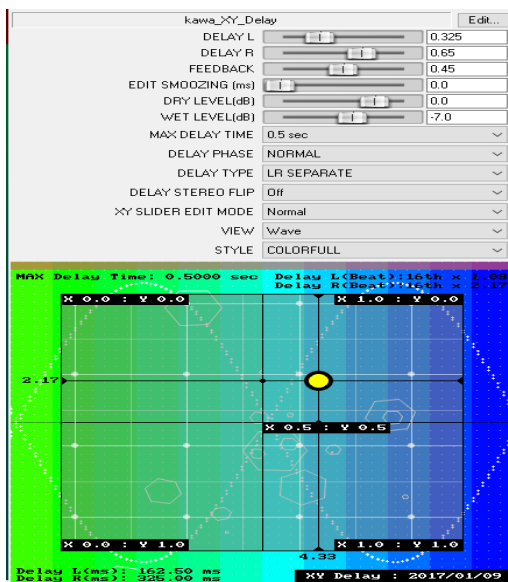 kawa_XY_Delay Edit...
DELAY L 0.325
DELAY R 0.65
FEEDBACK 0.45
EDIT SMOOZING (ms) 0.0
DRY LEVEL(dB) 0.0
WET LEVEL(dB) -7.0
MAX DELAY TIME 0.5 sec
DELAY PHASE NORMAL
DELAY TYPE LR SEPARATE
DELAY STEREO FLIP Off
XY SLIDER EDIT MODE Normal
VIEW Wave
STYLE COLORFULL
MAX Delay Time: 0.5000 sec Delay L(Beat):16th x 1.08
Delay R(Beat):16th x 2.17
X 0.0 : Y 0.0 X 1.0 : Y 0.0
2.17
X 0.5 : Y 0.5
X 0.0 : Y 1.0 X 1.0 : Y 1.0
4.33
Delay L(ms): 162.50 ms
Delay R(ms): 325.00 ms
XY Delay : 2017/01/09